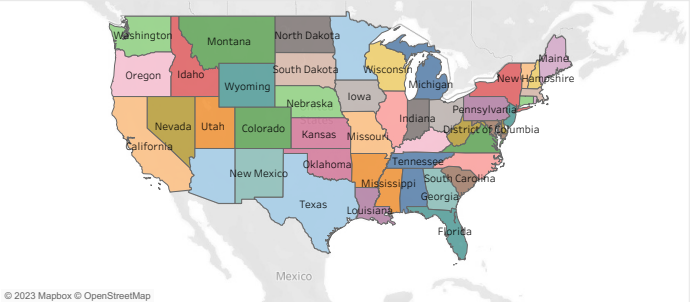 Washington
Montana
North Dakota
Maine
Oregon
Idaho
South Dakota
Wisconsin
New Hampshire
Wyoming
Michigan
Nebraska
Iowa
Pennsylvania
Nevada
Utah
Colorado
Kansas
Missouri
Indiana
District of Columbia
California
Oklahoma
Tennessee
New Mexico
Mississippi
South Carolina
Texas
Louisiana
Georgia
Florida
Mexico
© 2023 Mapbox © OpenStreetMap